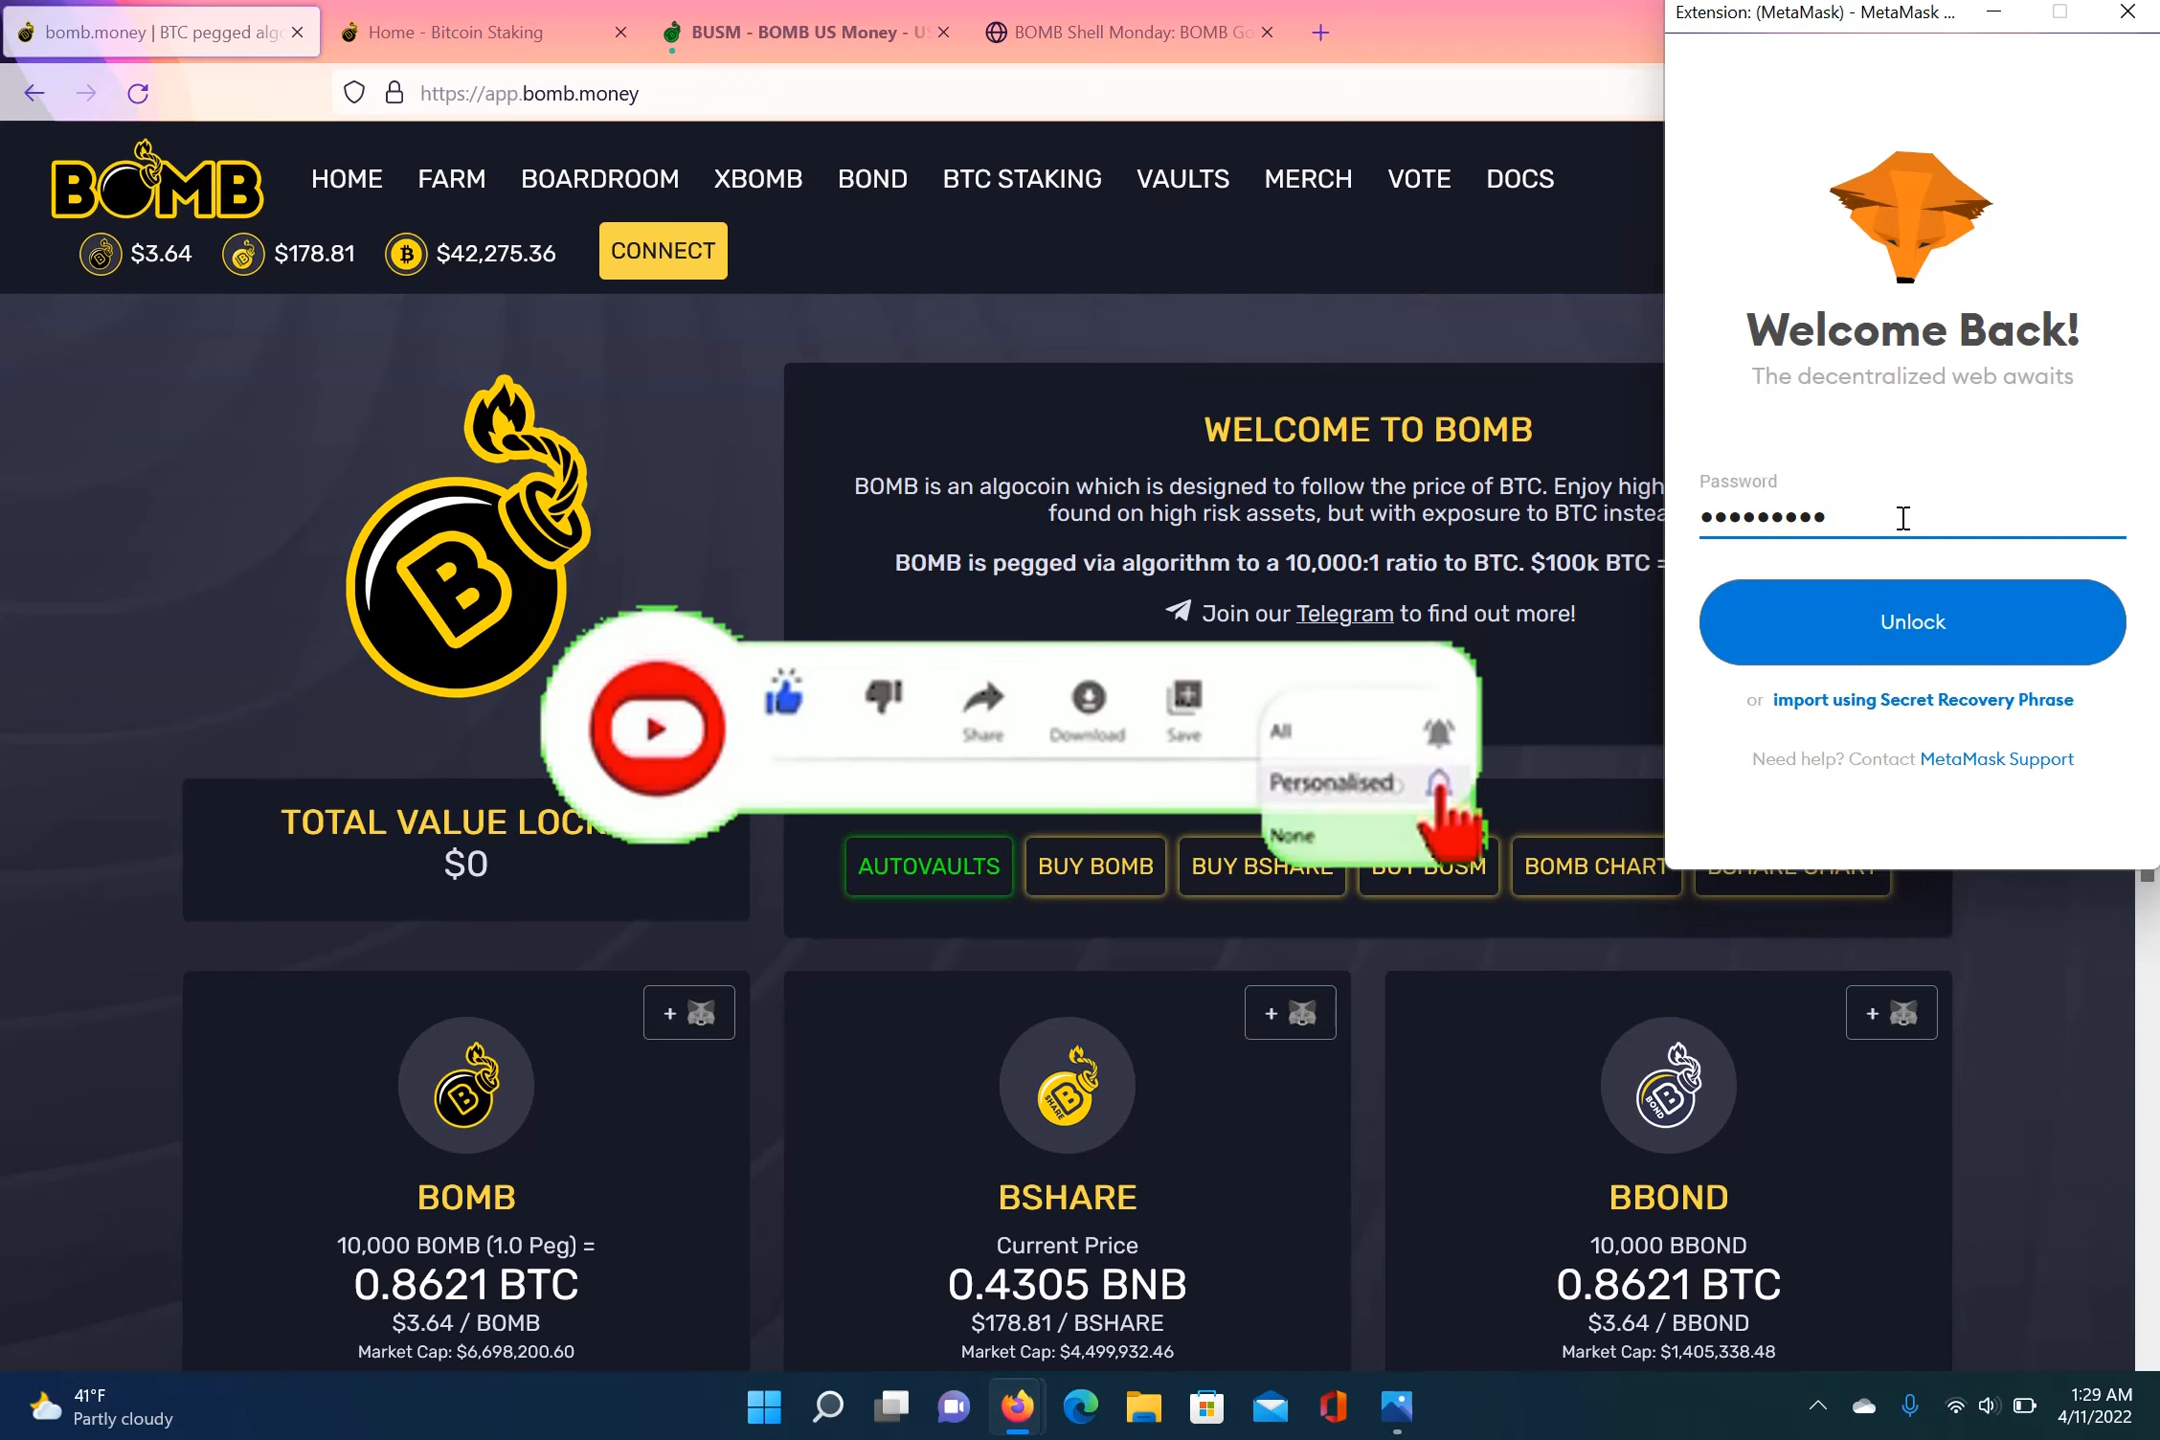 bomb.money | BTC pegged algo
Home - Bitcoin Staking
BUSM - BOMB US Money - US
BOMB Shell Monday: BOMB Go
Extension: (MetaMask) - MetaMask ...
https://app.bomb.money
BOMB
HOME FARM BOARDROOM XBOMB BOND BTC STAKING VAULTS MERCH VOTE DOCS
$3.64 $178.81 $42,275.36 CONNECT
Welcome Back!
The decentralized web awaits
Password
Unlock
or import using Secret Recovery Phrase
Need help? Contact MetaMask Support
WELCOME TO BOMB
BOMB is an algocoin which is designed to follow the price of BTC. Enjoy high
found on high risk assets, but with exposure to BTC instea
BOMB is pegged via algorithm to a 10,000:1 ratio to BTC. $100k BTC =
Join our Telegram to find out more!
Share Download Save
All
Personalised
None
TOTAL VALUE LOC
$0
AUTOVAULTS BUY BOMB BUY BSHARE BUY BUSM BOMB CHART BSHARE CHART
BOMB
10,000 BOMB (1.0 Peg) =
0.8621 BTC
$3.64 / BOMB
Market Cap: $6,698,200.60
BSHARE
Current Price
0.4305 BNB
$178.81 / BSHARE
Market Cap: $4,499,932.46
BBOND
10,000 BBOND
0.8621 BTC
$3.64 / BBOND
Market Cap: $1,405,338.48
41°F
Partly cloudy
1:29 AM
4/11/2022